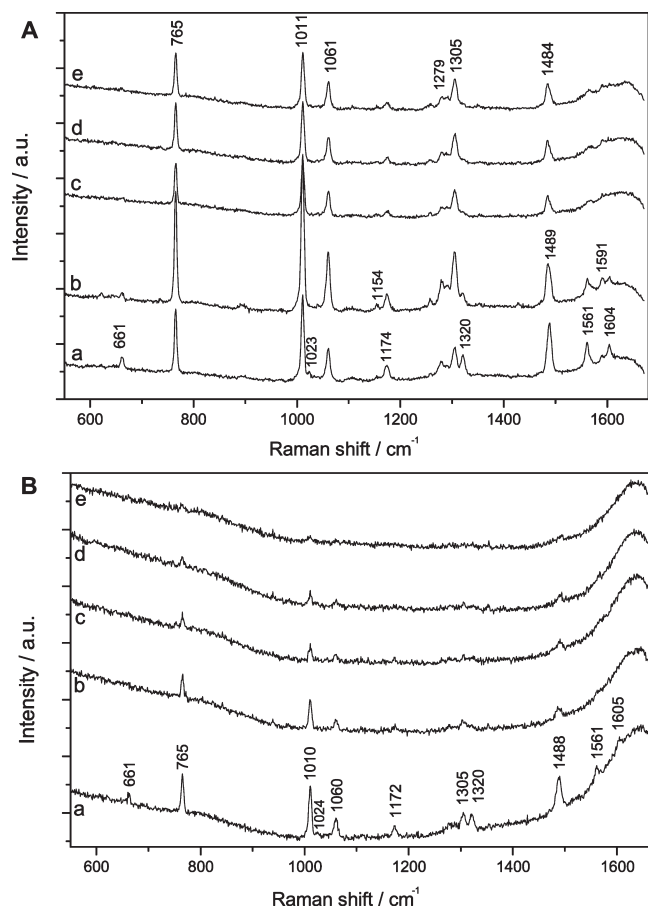 A
765
1011
1061
1279
1305
1484
e
d
c
b
1154
1489
1591
a
661
1023
1174
1320
1561
1604
Intensity / a.u.
600 800 1000 1200 1400 1600
Raman shift / cm⁻¹
B
e
d
c
b
a
661
765
1010
1024
1060
1172
1305
1320
1488
1561
1605
Intensity / a.u.
600 800 1000 1200 1400 1600
Raman shift / cm⁻¹